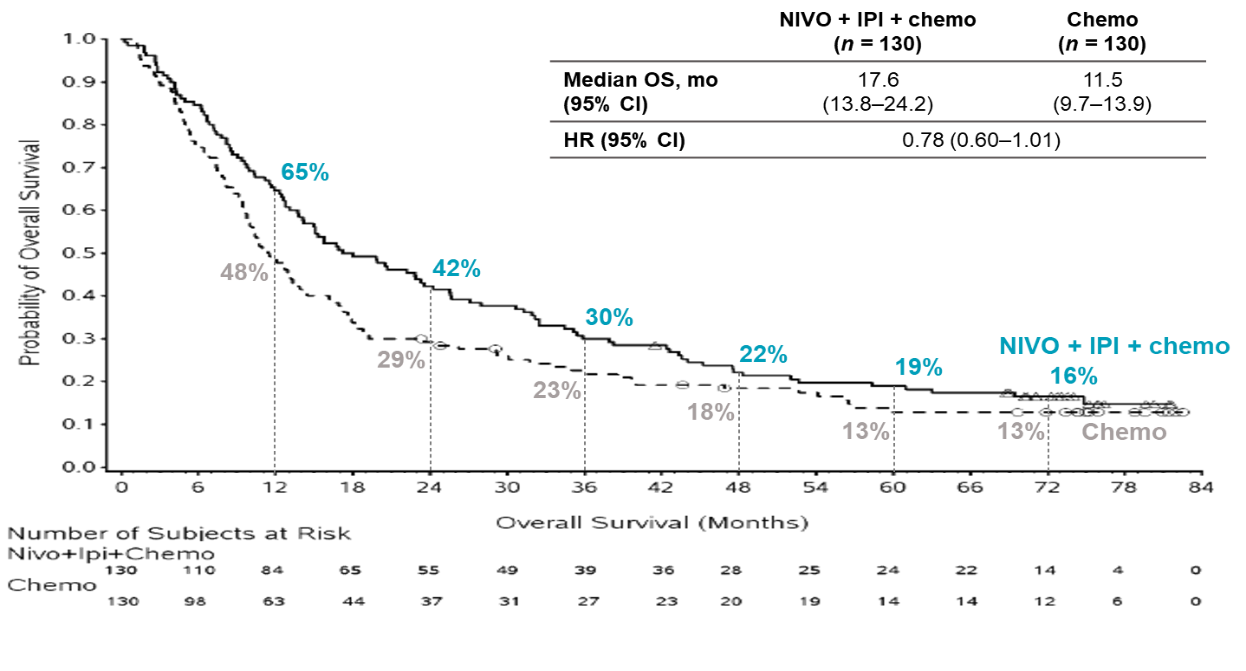 NIVO + IPI + chemo Chemo
(n = 130) (n = 130)
Median OS, mo 17.6 11.5
(95% CI) (13.8–24.2) (9.7–13.9)
HR (95% CI) 0.78 (0.60–1.01)
Probability of Overall Survival
1.0
0.9
0.8
0.7
0.6
0.5
0.4
0.3
0.2
0.1
0.0
65%
48%
42%
29%
30%
23%
22%
18%
19%
13%
NIVO + IPI + chemo
16%
13%
Chemo
0 6 12 18 24 30 36 42 48 54 60 66 72 78 84
Overall Survival (Months)
Number of Subjects at Risk
Nivo+Ipi+Chemo
130 110 84 65 55 49 39 36 28 25 24 22 14 4 0
Chemo
130 98 63 44 37 31 27 23 20 19 14 14 12 6 0